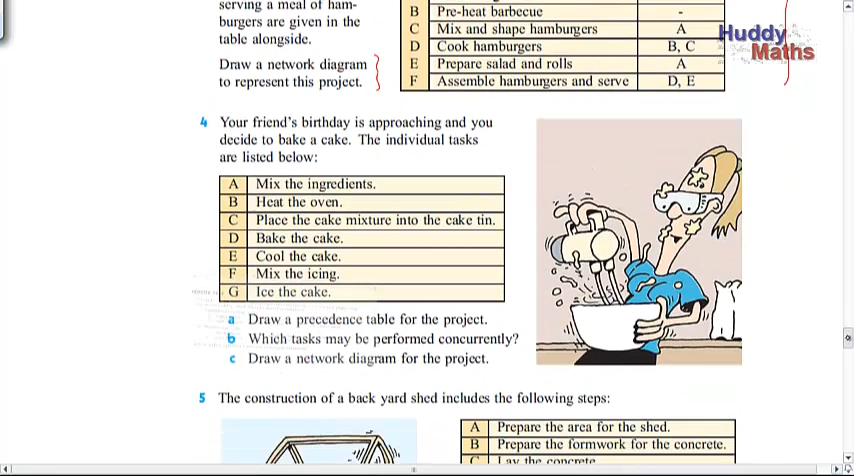 serving a meal of ham-
burgers are given in the
table alongside.
Draw a network diagram
to represent this project.
B Pre-heat barbecue -
C Mix and shape hamburgers A
D Cook hamburgers B, C
E Prepare salad and rolls A
F Assemble hamburgers and serve D, E
Huddy
Maths
4 Your friend's birthday is approaching and you
decide to bake a cake. The individual tasks
are listed below:
A Mix the ingredients.
B Heat the oven.
C Place the cake mixture into the cake tin.
D Bake the cake.
E Cool the cake.
F Mix the icing.
G Ice the cake.
a Draw a precedence table for the project.
b Which tasks may be performed concurrently?
c Draw a network diagram for the project.
5 The construction of a back yard shed includes the following steps:
A Prepare the area for the shed.
B Prepare the formwork for the concrete.
C Lay the concrete